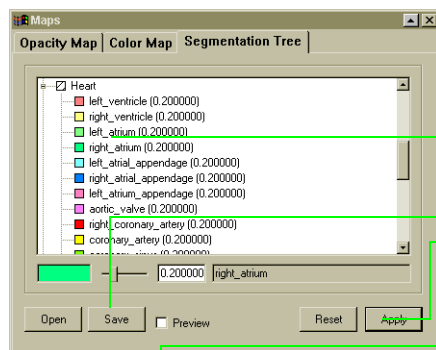 Maps
Opacity Map Color Map Segmentation Tree
Heart
left_ventricle (0.200000)
right_ventricle (0.200000)
left_atrium (0.200000)
right_atrium (0.200000)
left_atrial_appendage (0.200000)
right_atrial_appendage (0.200000)
left_atrium_appendage (0.200000)
aortic_valve (0.200000)
right_coronary_artery (0.200000)
coronary_artery (0.200000)
0.200000 right_atrium
Open Save Preview Reset Apply